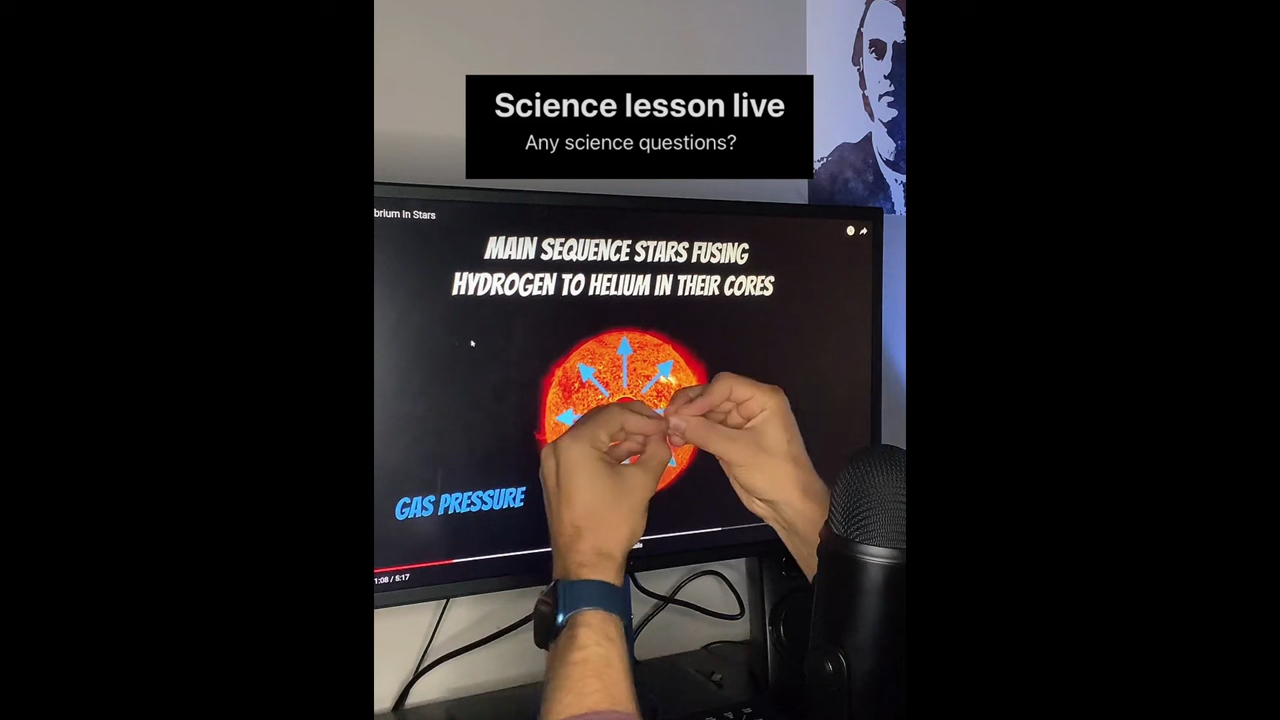 Science lesson live
Any science questions?
brium In Stars
MAIN SEQUENCE STARS FUSING
HYDROGEN TO HELIUM IN THEIR CORES
GAS PRESSURE
1:08 / 5:17